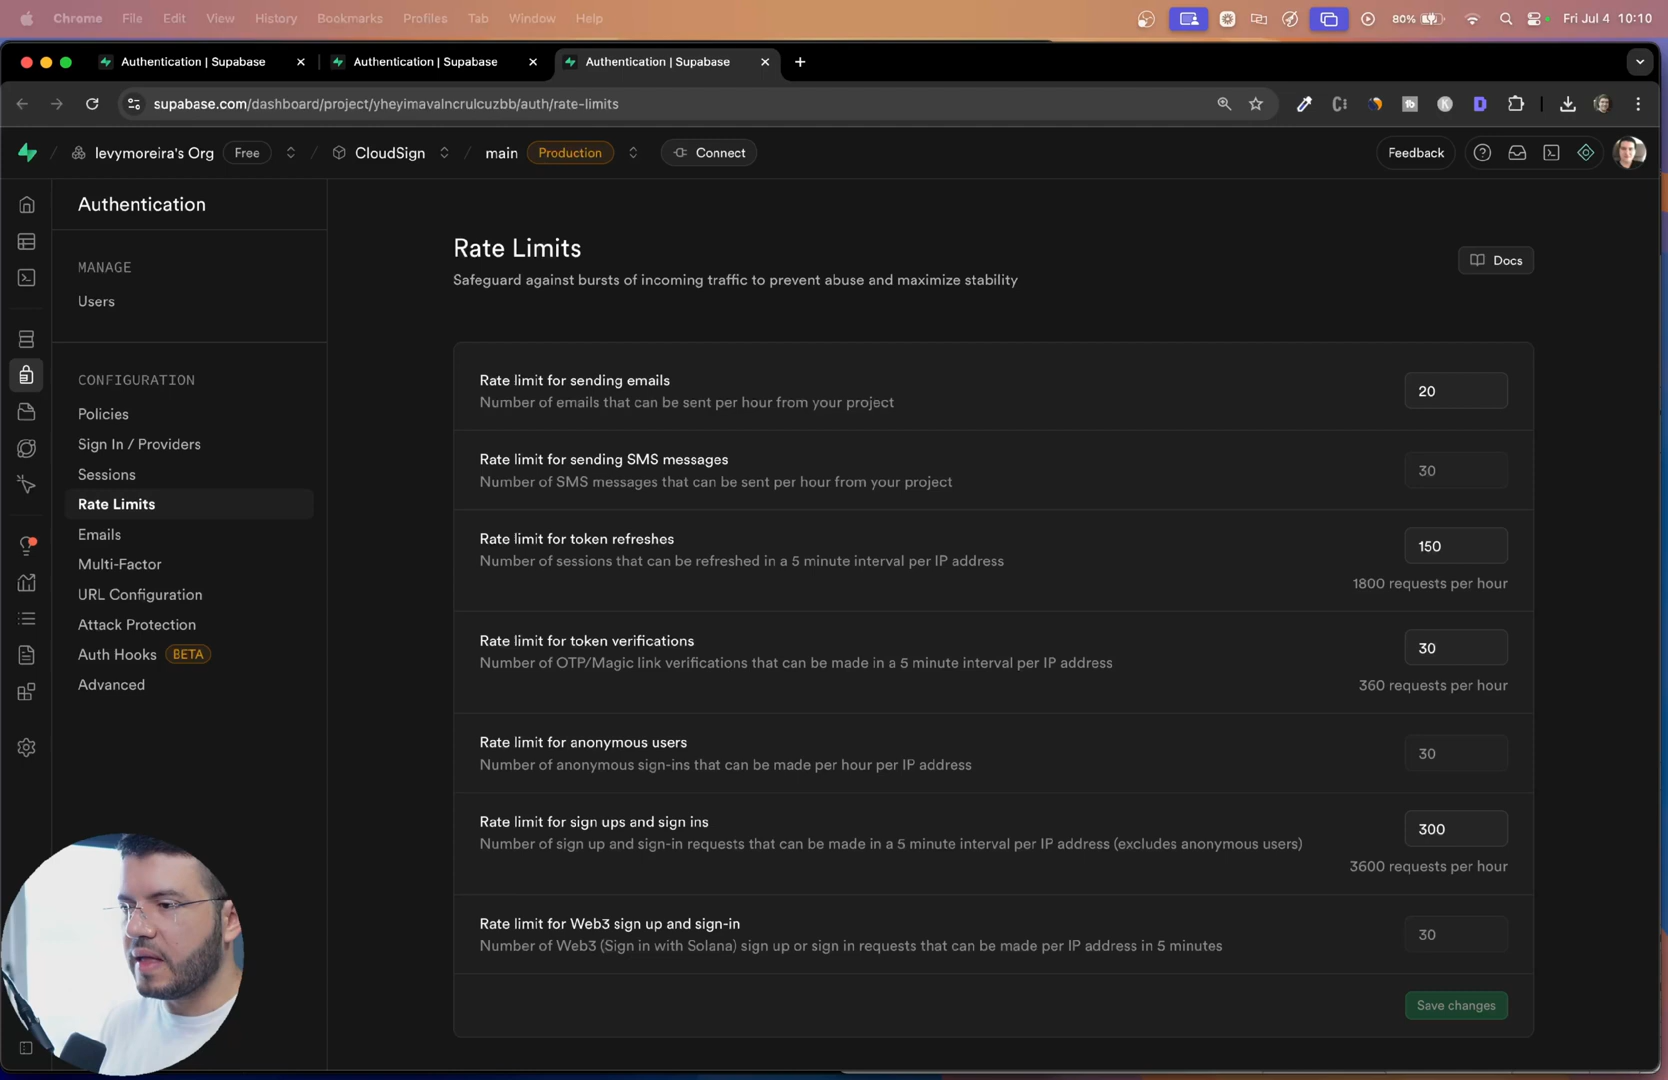 Chrome File Edit View History Bookmarks Profiles Tab Window Help 80% Fri Jul 4 10:10
Authentication | Supabase Authentication | Supabase Authentication | Supabase
supabase.com/dashboard/project/yheyimavalncrulcuzbb/auth/rate-limits
levymoreira's Org Free CloudSign main Production Connect Feedback
Authentication
MANAGE
Users
CONFIGURATION
Policies
Sign In / Providers
Sessions
Rate Limits
Emails
Multi-Factor
URL Configuration
Attack Protection
Auth Hooks BETA
Advanced
Rate Limits
Safeguard against bursts of incoming traffic to prevent abuse and maximize stability
Docs
Rate limit for sending emails
Number of emails that can be sent per hour from your project
20
Rate limit for sending SMS messages
Number of SMS messages that can be sent per hour from your project
30
Rate limit for token refreshes
Number of sessions that can be refreshed in a 5 minute interval per IP address
150
1800 requests per hour
Rate limit for token verifications
Number of OTP/Magic link verifications that can be made in a 5 minute interval per IP address
30
360 requests per hour
Rate limit for anonymous users
Number of anonymous sign-ins that can be made per hour per IP address
30
Rate limit for sign ups and sign ins
Number of sign up and sign-in requests that can be made in a 5 minute interval per IP address (excludes anonymous users)
300
3600 requests per hour
Rate limit for Web3 sign up and sign-in
Number of Web3 (Sign in with Solana) sign up or sign in requests that can be made per IP address in 5 minutes
30
Save changes